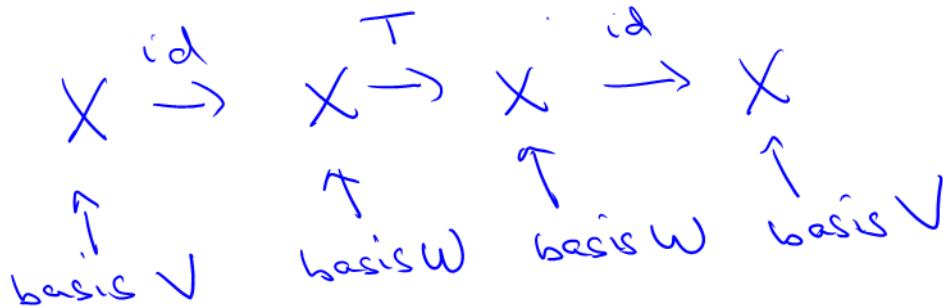 id T id
X → X → X → X
↑ ↑ ↑ ↑
basis V basis W basis W basis V